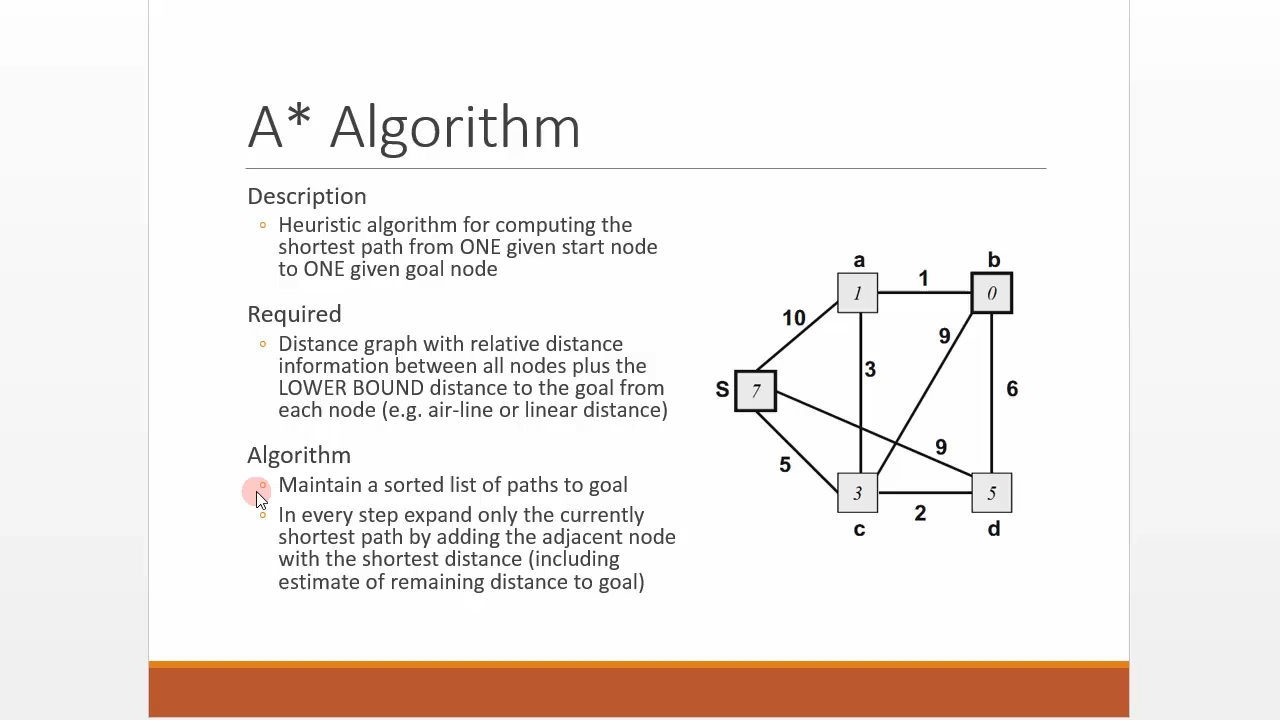 A* Algorithm
Description
Heuristic algorithm for computing the
shortest path from ONE given start node
to ONE given goal node
Required
Distance graph with relative distance
information between all nodes plus the
LOWER BOUND distance to the goal from
each node (e.g. air-line or linear distance)
Algorithm
Maintain a sorted list of paths to goal
In every step expand only the currently
shortest path by adding the adjacent node
with the shortest distance (including
estimate of remaining distance to goal)
a
b
1
1
0
10
9
3
S
7
6
9
5
3
5
2
c
d